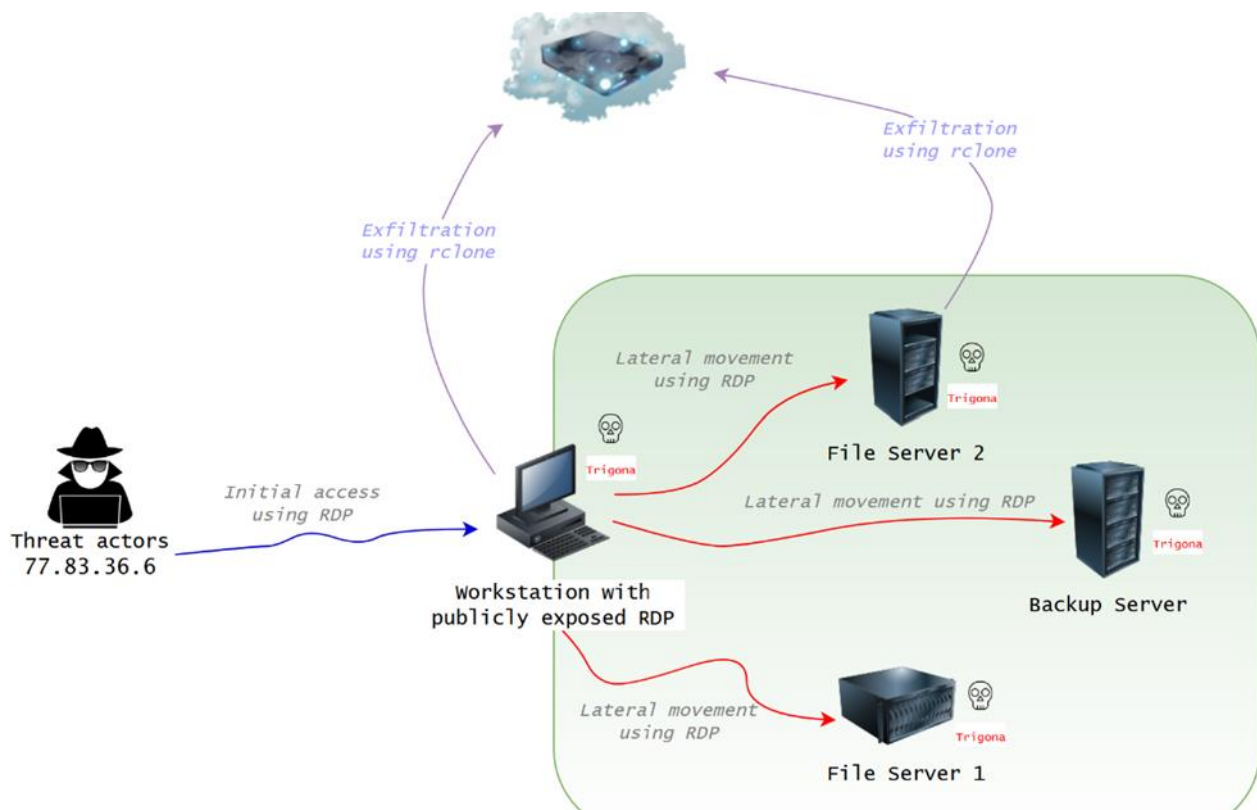 Exfiltration
using rclone
Exfiltration
using rclone
Lateral movement
using RDP
Trigona
File Server 2
Trigona
Initial access
using RDP
Lateral movement using RDP
Trigona
Threat actors
77.83.36.6
Workstation with
publicly exposed RDP
Backup Server
Lateral movement
using RDP
Trigona
File Server 1